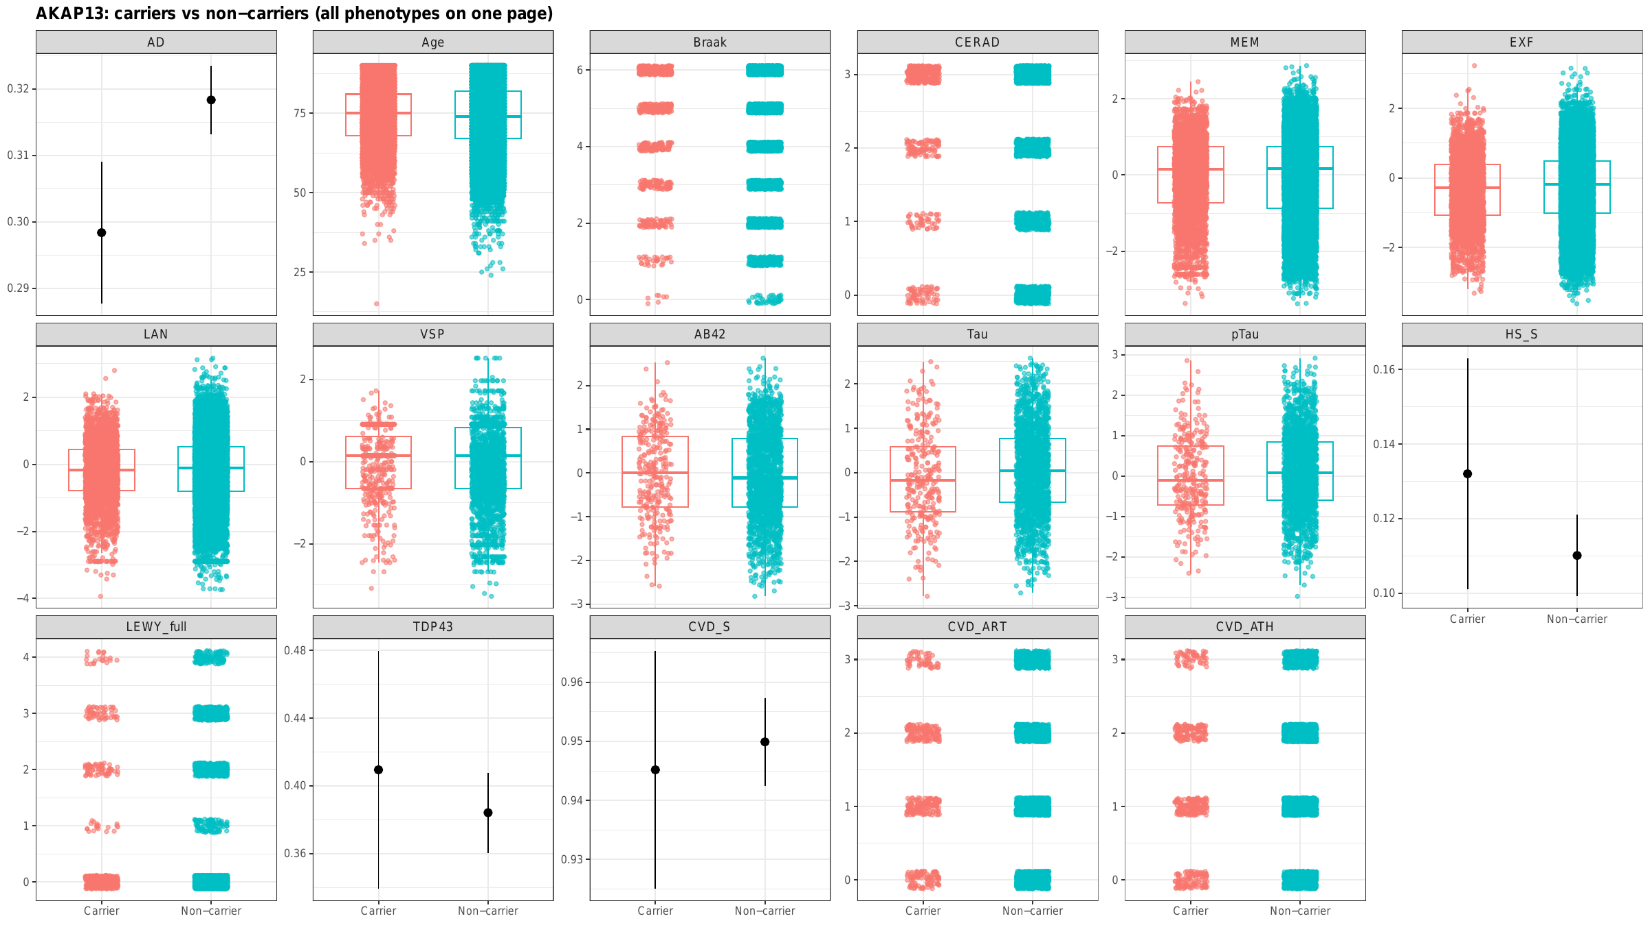 AKAP13: carriers vs non−carriers (all phenotypes on one page)
AD
Age
Braak
CERAD
MEM
EXF
0.32
0.31
0.30
0.29
75
50
25
6
4
2
0
3
2
1
0
2
0
−2
2
0
−2
LAN
VSP
AB42
Tau
pTau
HS_S
2
0
−2
−4
2
0
−2
2
1
0
−1
−2
−3
2
1
0
−1
−2
−3
3
2
1
0
−1
−2
−3
0.16
0.14
0.12
0.10
Carrier
Non−carrier
LEWY_full
TDP43
CVD_S
CVD_ART
CVD_ATH
4
3
2
1
0
0.48
0.44
0.40
0.36
0.96
0.95
0.94
0.93
3
2
1
0
3
2
1
0
Carrier
Non−carrier
Carrier
Non−carrier
Carrier
Non−carrier
Carrier
Non−carrier
Carrier
Non−carrier